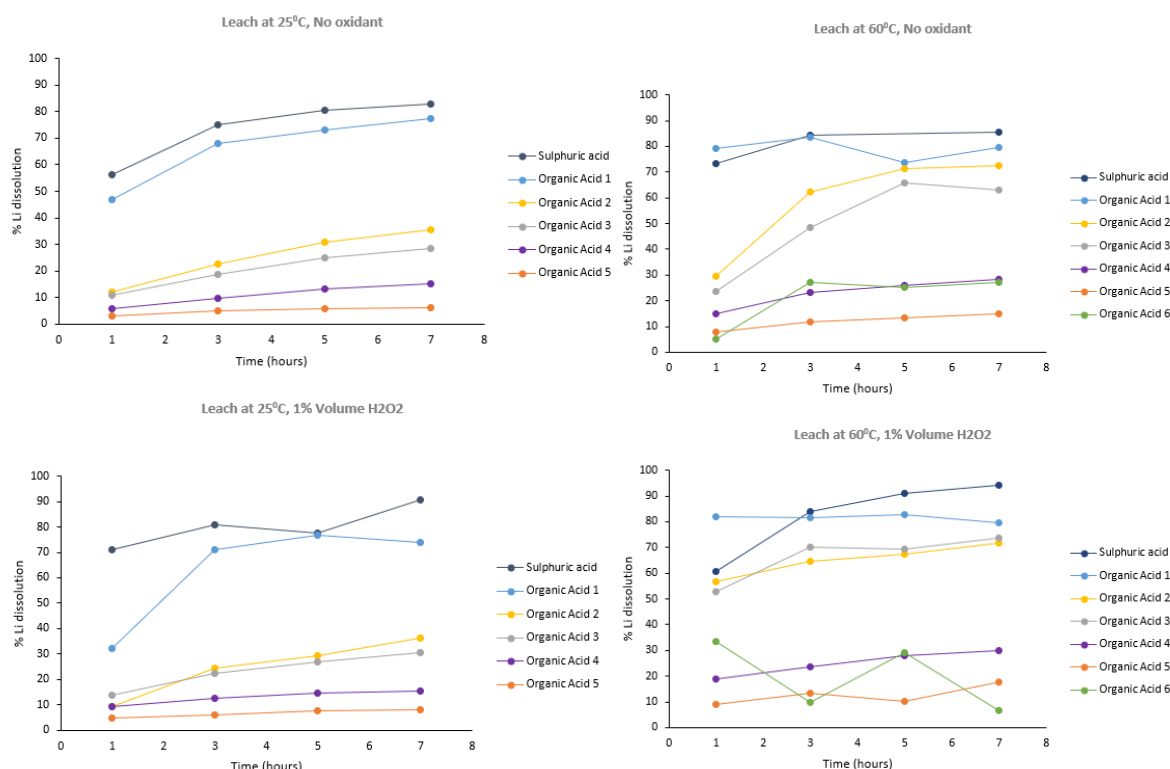 Leach at 25⁰C, No oxidant
% Li dissolution
100
90
80
70
60
50
40
30
20
10
0
0 1 2 3 4 5 6 7 8
Time (hours)
Sulphuric acid
Organic Acid 1
Organic Acid 2
Organic Acid 3
Organic Acid 4
Organic Acid 5
Leach at 60⁰C, No oxidant
% Li dissolution
100
90
80
70
60
50
40
30
20
10
0
0 1 2 3 4 5 6 7 8
Time (hours)
Sulphuric acid
Organic Acid 1
Organic Acid 2
Organic Acid 3
Organic Acid 4
Organic Acid 5
Organic Acid 6
Leach at 25⁰C, 1% Volume H2O2
% Li dissolution
100
90
80
70
60
50
40
30
20
10
0
0 1 2 3 4 5 6 7 8
Time (hours)
Sulphuric acid
Organic Acid 1
Organic Acid 2
Organic Acid 3
Organic Acid 4
Organic Acid 5
Leach at 60⁰C, 1% Volume H2O2
% Li dissolution
100
90
80
70
60
50
40
30
20
10
0
0 1 2 3 4 5 6 7 8
Time (hours)
Sulphuric acid
Organic Acid 1
Organic Acid 2
Organic Acid 3
Organic Acid 4
Organic Acid 5
Organic Acid 6